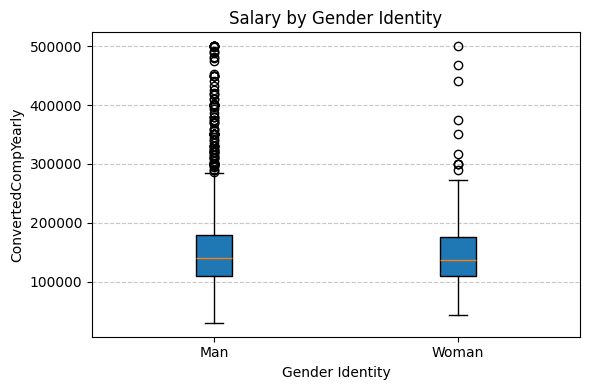 Salary by Gender Identity
500000
400000
300000
200000
100000
ConvertedCompYearly
Man
Woman
Gender Identity